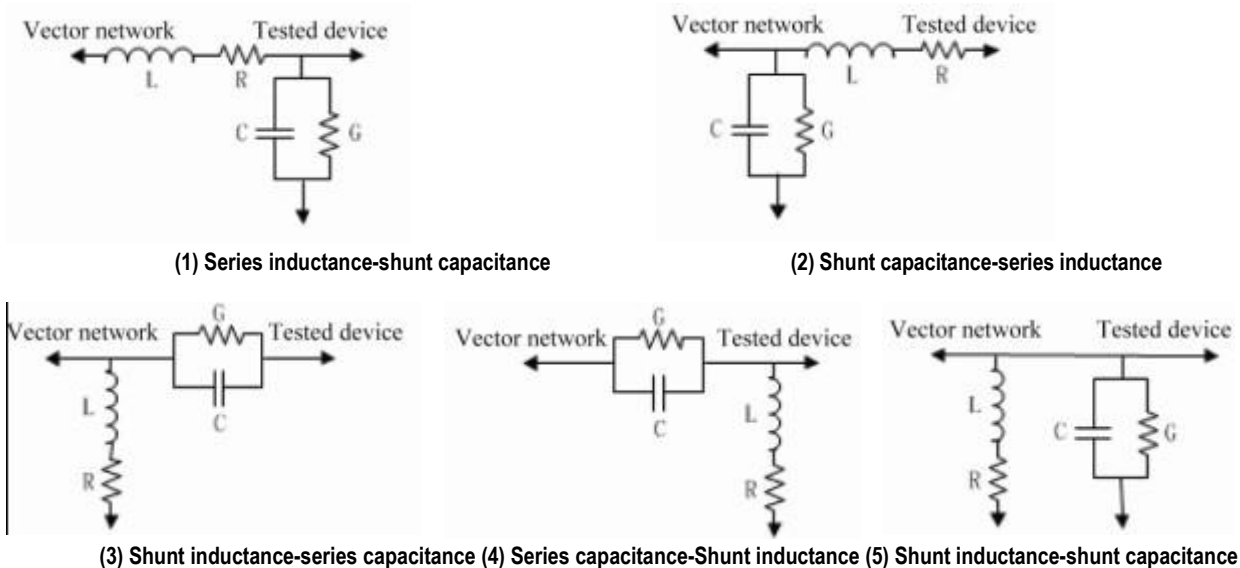 Vector network Tested device
L R
C G
(1) Series inductance-shunt capacitance
Vector network Tested device
L R
C G
(2) Shunt capacitance-series inductance
Vector network G Tested device
L C
R
(3) Shunt inductance-series capacitance
Vector network G Tested device
C L
R
(4) Series capacitance-Shunt inductance
Vector network Tested device
L C G
R
(5) Shunt inductance-shunt capacitance